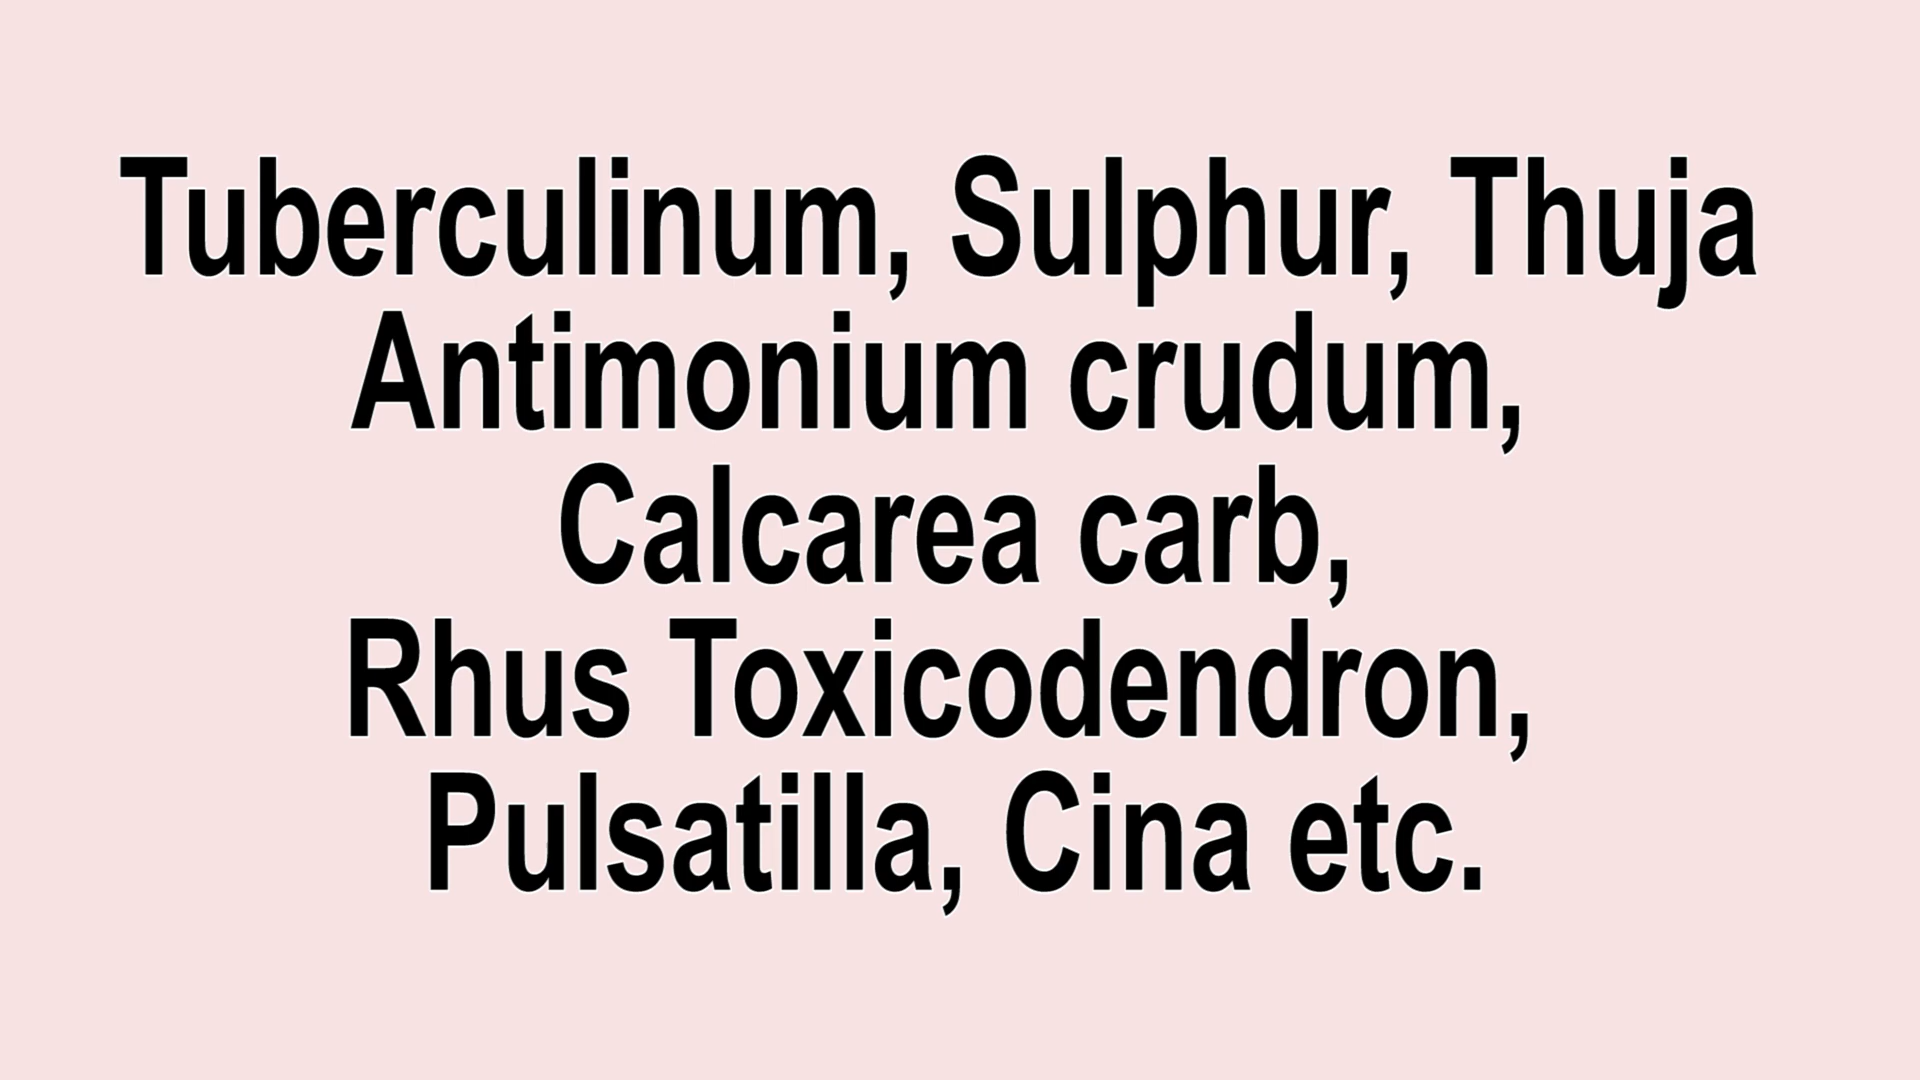 Tuberculinum, Sulphur, Thuja
Antimonium crudum,
Calcarea carb,
Rhus Toxicodendron,
Pulsatilla, Cina etc.